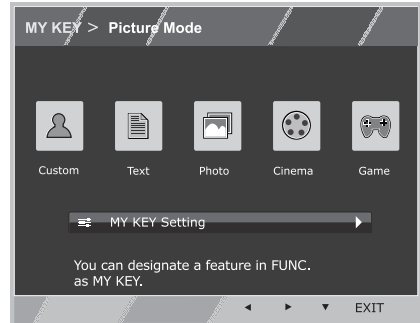 MY KEY > Picture Mode
Custom Text Photo Cinema Game
MY KEY Setting
You can designate a feature in FUNC.
as MY KEY.
EXIT